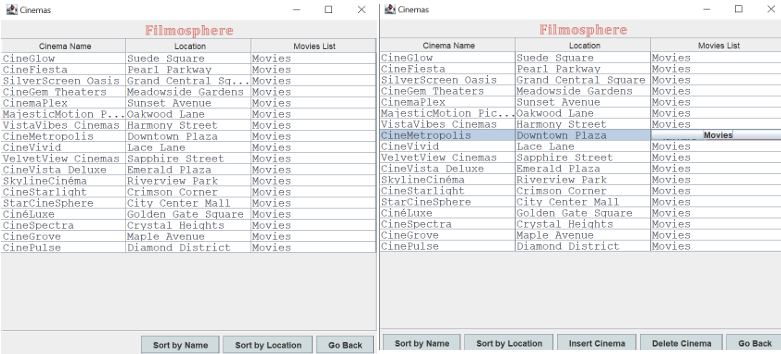 Cinemas
Filmosphere
Cinema Name Location Movies List
CineGlow Suede Square Movies
CineFiesta Pearl Parkway Movies
SilverScreen Oasis Grand Central Sq... Movies
CineGem Theaters Meadowside Gardens Movies
CinemaPlex Sunset Avenue Movies
MajesticMotion P... Oakwood Lane Movies
VistaVibes Cinemas Harmony Street Movies
CineMetropolis Downtown Plaza Movies
CineVivid Lace Lane Movies
VelvetView Cinemas Sapphire Street Movies
CineVista Deluxe Emerald Plaza Movies
SkylineCinéma Riverview Park Movies
CineStarlight Crimson Corner Movies
StarCineSphere City Center Mall Movies
CinéLuxe Golden Gate Square Movies
CineSpectra Crystal Heights Movies
CineGrove Maple Avenue Movies
CinePulse Diamond District Movies
Sort by Name Sort by Location Go Back
Cinemas
Filmosphere
Cinema Name Location Movies List
CineGlow Suede Square Movies
CineFiesta Pearl Parkway Movies
SilverScreen Oasis Grand Central Square Movies
CineGem Theaters Meadowside Gardens Movies
CinemaPlex Sunset Avenue Movies
MajesticMotion Pic... Oakwood Lane Movies
VistaVibes Cinemas Harmony Street Movies
CineMetropolis Downtown Plaza Movies
CineVivid Lace Lane Movies
VelvetView Cinemas Sapphire Street Movies
CineVista Deluxe Emerald Plaza Movies
SkylineCinéma Riverview Park Movies
CineStarlight Crimson Corner Movies
StarCineSphere City Center Mall Movies
CinéLuxe Golden Gate Square Movies
CineSpectra Crystal Heights Movies
CineGrove Maple Avenue Movies
CinePulse Diamond District Movies
Sort by Name Sort by Location Insert Cinema Delete Cinema Go Back